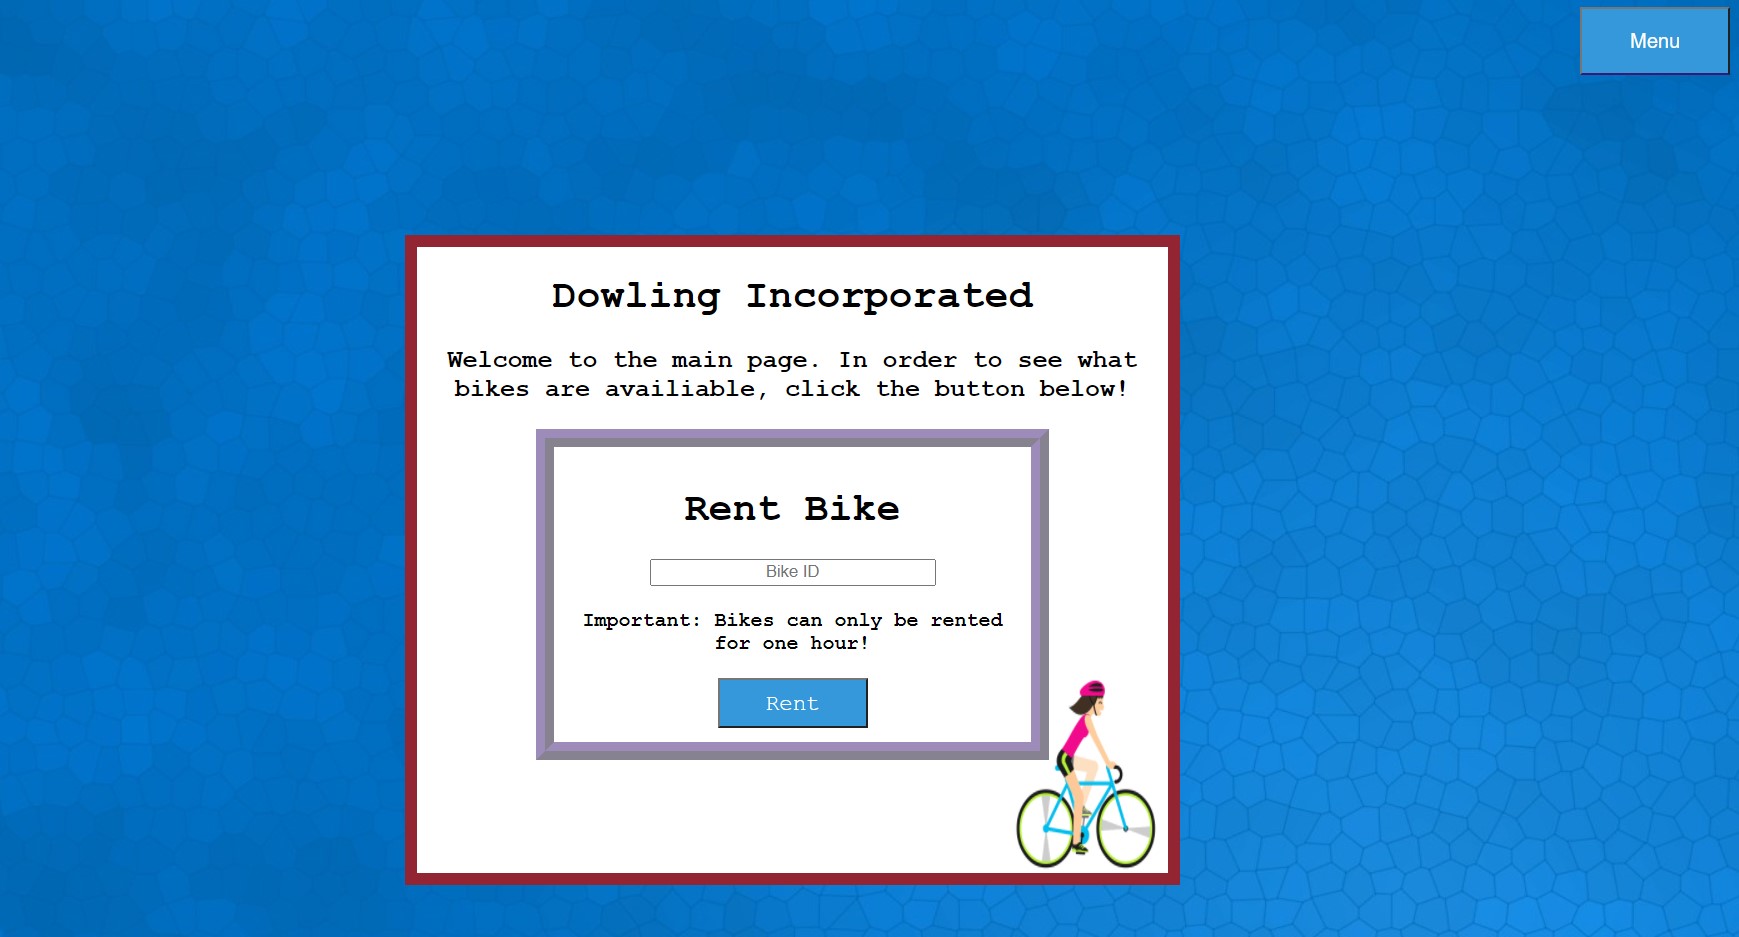 Menu
Dowling Incorporated
Welcome to the main page. In order to see what
bikes are availiable, click the button below!
Rent Bike
Bike ID
Important: Bikes can only be rented
for one hour!
Rent